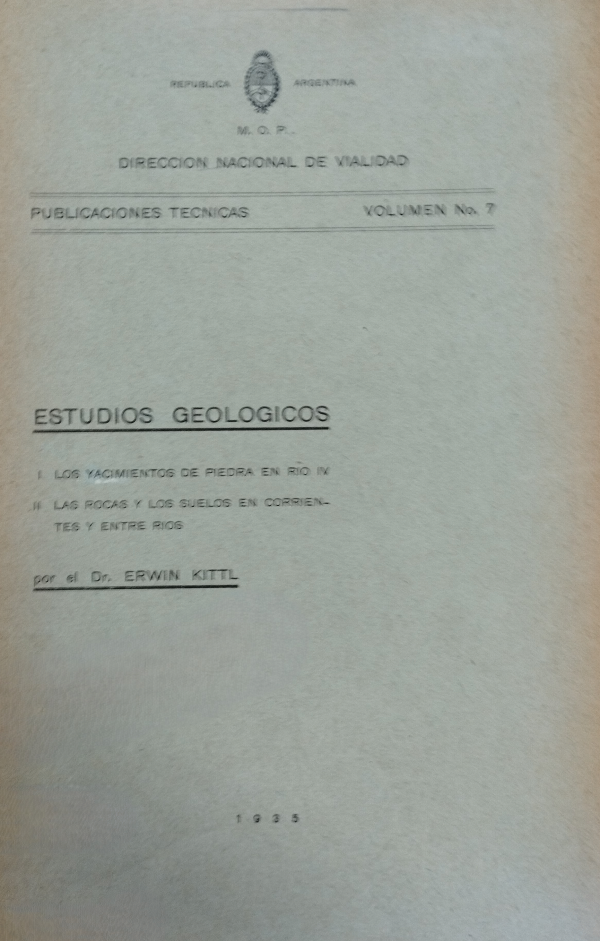 REPUBLICA ARGENTINA
M. O. P.
DIRECCION NACIONAL DE VIALIDAD
PUBLICACIONES TECNICAS VOLUMEN No. 7
ESTUDIOS GEOLOGICOS
I LOS YACIMIENTOS DE PIEDRA EN RIO IV
II LAS ROCAS Y LOS SUELOS EN CORRIEN-
TES Y ENTRE RIOS
por el Dr. ERWIN KITTL
1935